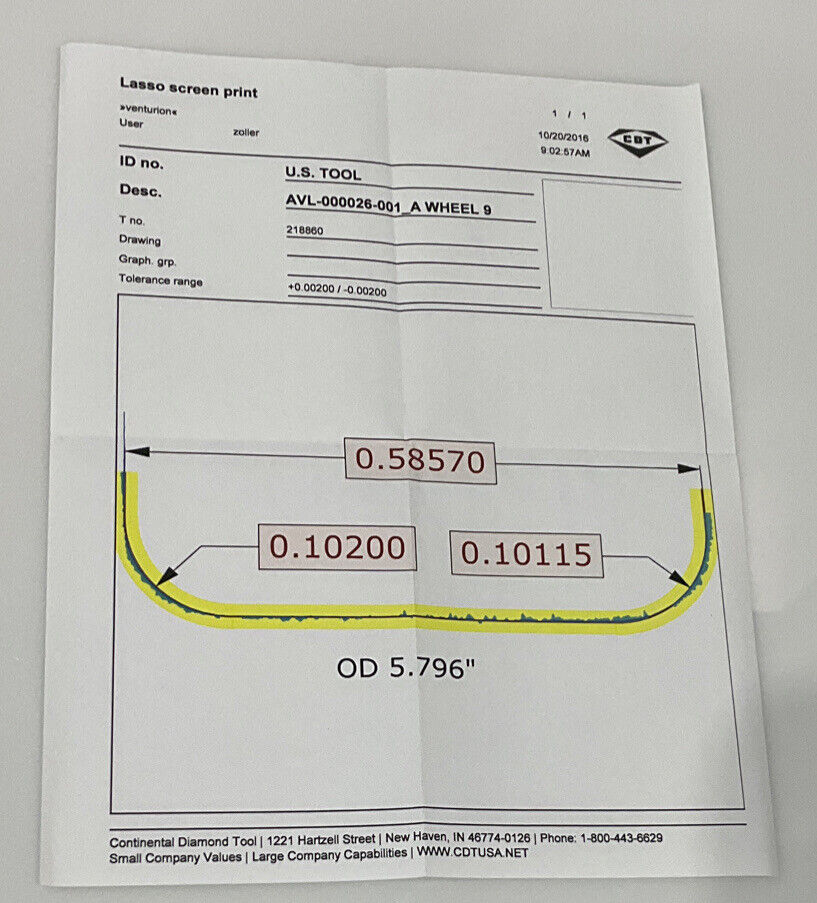 Lasso screen print
»venturion«
User zoller
1 / 1
10/20/2016
9:02:57AM
CDT
ID no. U.S. TOOL
Desc. AVL-000026-001_A WHEEL 9
T no. 218860
Drawing
Graph. grp.
Tolerance range +0.00200 / -0.00200
0.58570
0.10200 0.10115
OD 5.796"
Continental Diamond Tool | 1221 Hartzell Street | New Haven, IN 46774-0126 | Phone: 1-800-443-6629
Small Company Values | Large Company Capabilities | WWW.CDTUSA.NET